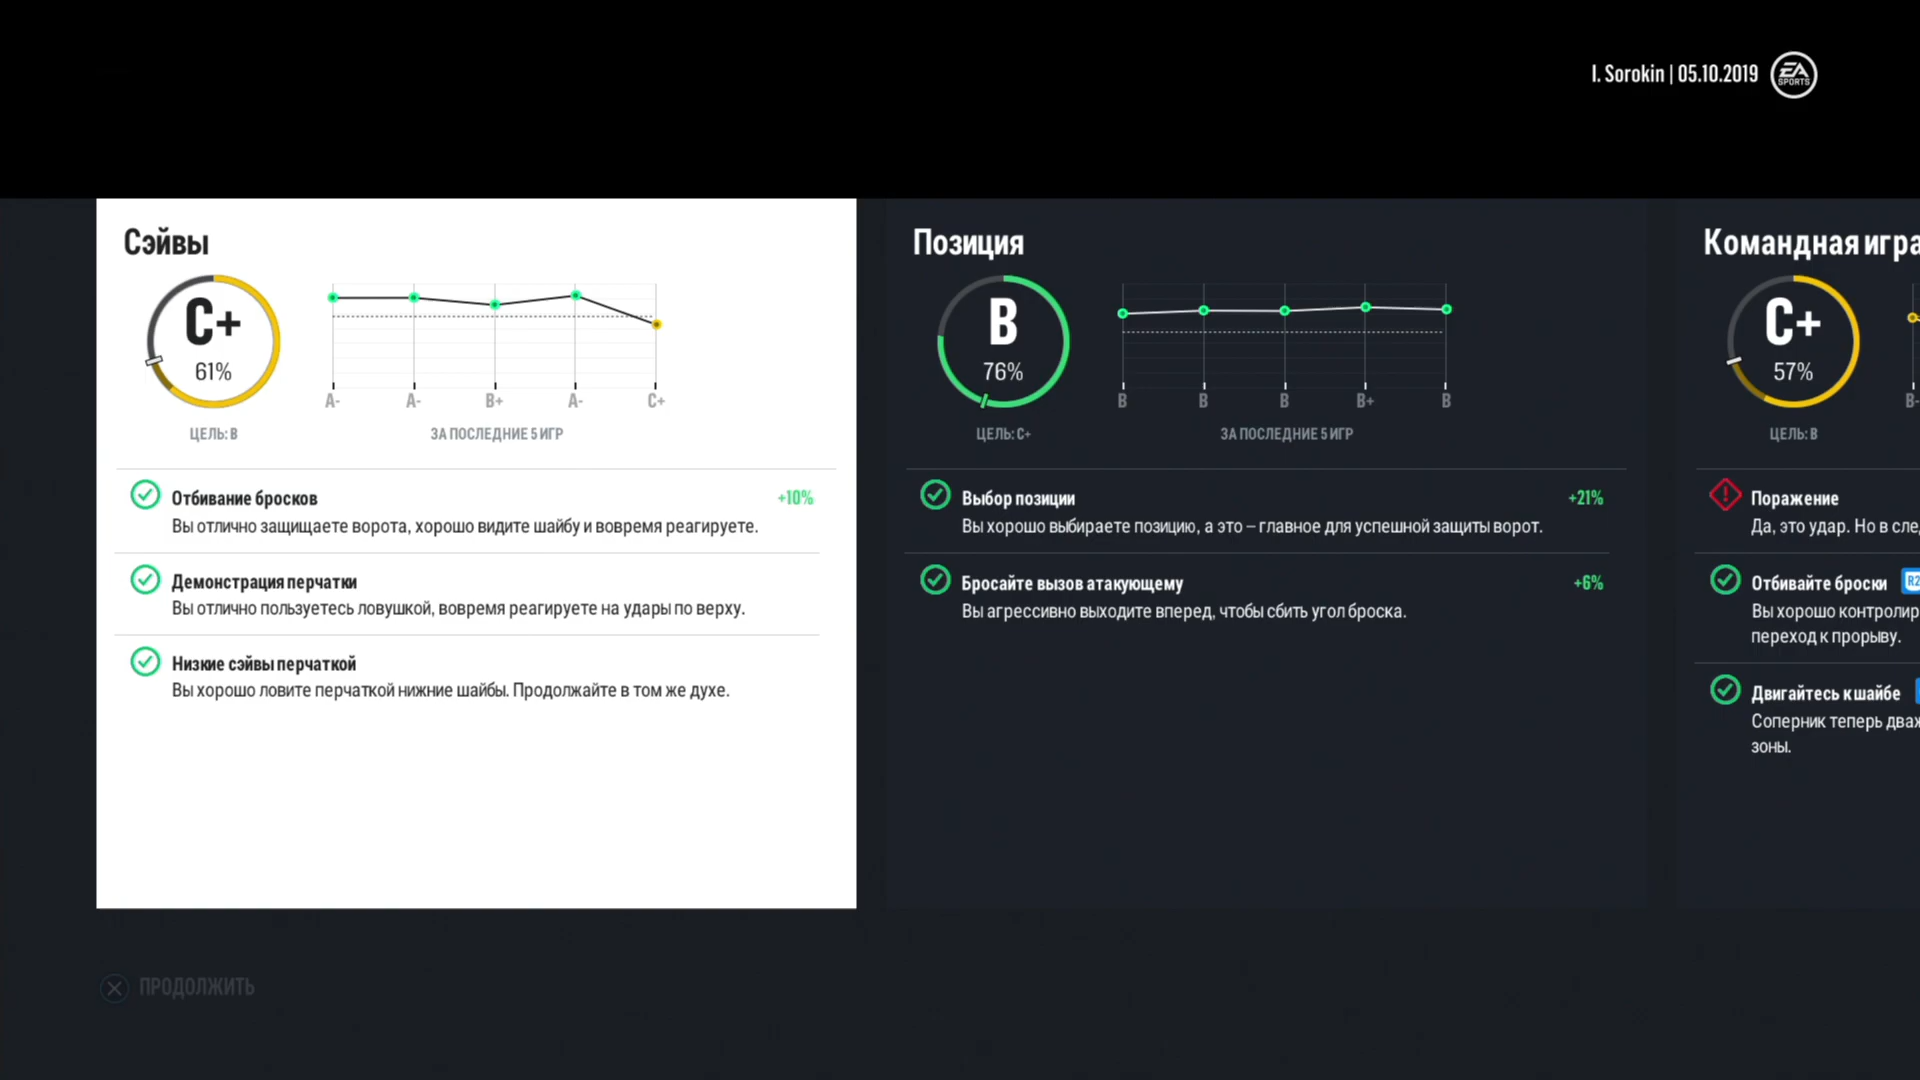 I. Sorokin | 05.10.2019
EA SPORTS
Сэйвы
C+
61%
ЦЕЛЬ: B
A- A- B+ A- C+
ЗА ПОСЛЕДНИЕ 5 ИГР
Отбивание бросков +10%
Вы отлично защищаете ворота, хорошо видите шайбу и вовремя реагируете.
Демонстрация перчатки
Вы отлично пользуетесь ловушкой, вовремя реагируете на удары по верху.
Низкие сэйвы перчаткой
Вы хорошо ловите перчаткой нижние шайбы. Продолжайте в том же духе.
Позиция
B
76%
ЦЕЛЬ: C+
B B B B+ B
ЗА ПОСЛЕДНИЕ 5 ИГР
Выбор позиции +21%
Вы хорошо выбираете позицию, а это – главное для успешной защиты ворот.
Бросайте вызов атакующему +6%
Вы агрессивно выходите вперед, чтобы сбить угол броска.
Командная игра
C+
57%
ЦЕЛЬ: B
B-
Поражение
Да, это удар. Но в
Отбивайте броски R2
Вы хорошо
переход к прорыву.
Двигайтесь к шайбе
Соперник теперь
зоны.
ПРОДОЛЖИТЬ